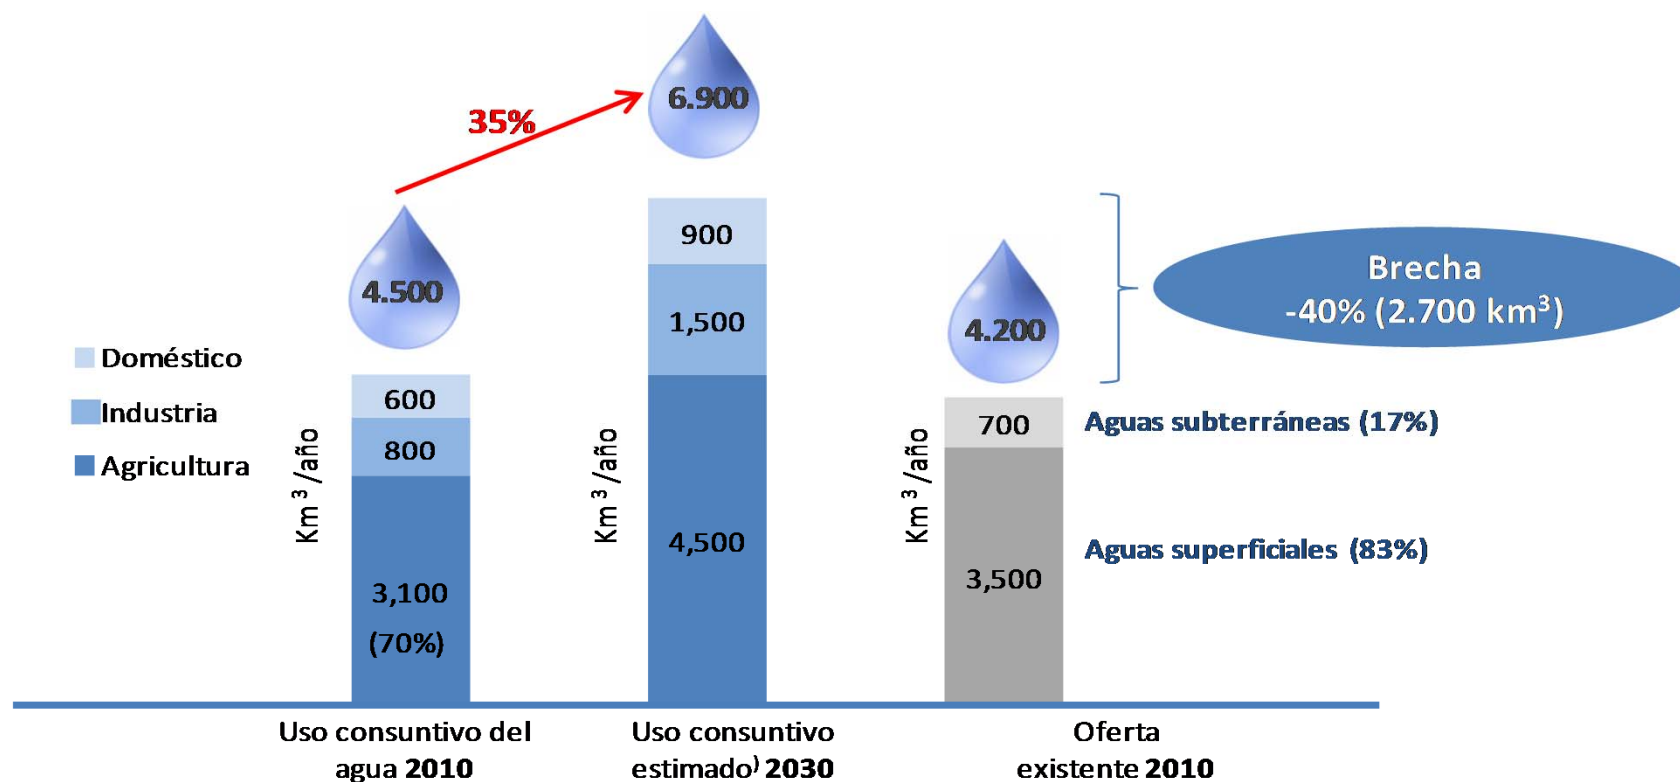 6.900
35%
4.500
900
1,500
4,500
Brecha
-40% (2.700 km³)
4.200
Doméstico
Industria
Agricultura
Km ³ /año
600
800
3,100
(70%)
Km ³ /año
Km ³ /año
700
3,500
Aguas subterráneas (17%)
Aguas superficiales (83%)
Uso consuntivo del
agua 2010
Uso consuntivo
estimado⁾ 2030
Oferta
existente 2010